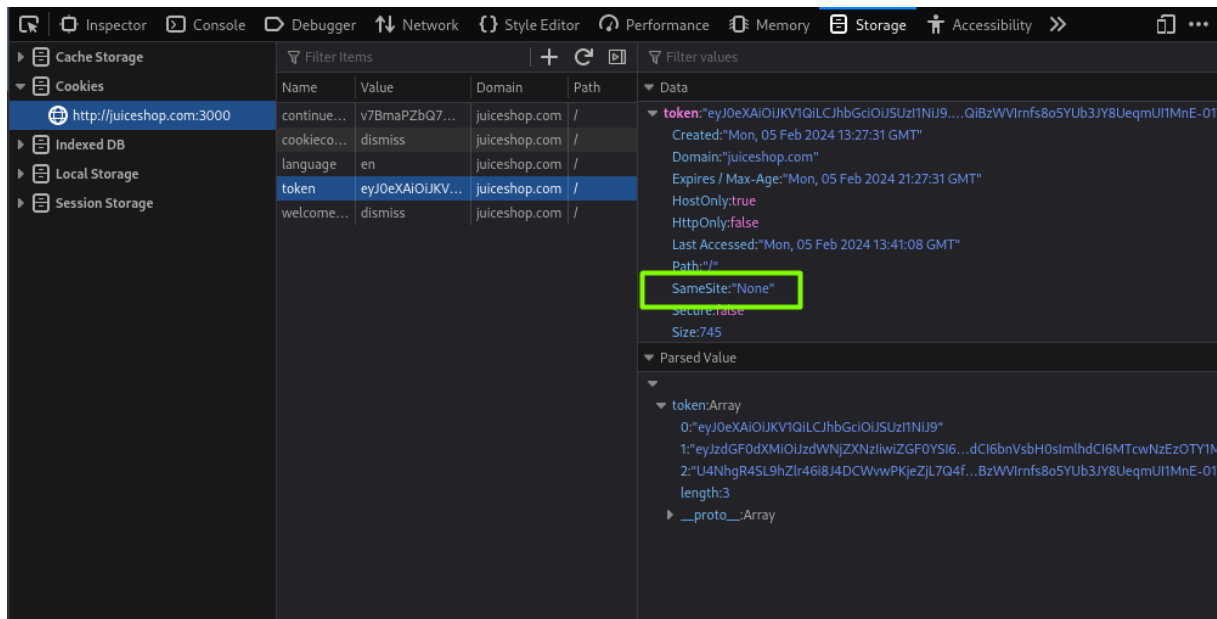 Inspector Console Debugger Network Style Editor Performance Memory Storage Accessibility
Cache Storage
Cookies
http://juiceshop.com:3000
Indexed DB
Local Storage
Session Storage
Filter Items
Name Value Domain Path
continue... v7BmaPZbQ7... juiceshop.com /
cookieco... dismiss juiceshop.com /
language en juiceshop.com /
token eyJ0eXAiOiJKV... juiceshop.com /
welcome... dismiss juiceshop.com /
Filter values
Data
token:"eyJ0eXAiOiJKV1QiLCJhbGciOiJSUzI1NiJ9....QiBzWVIrnfs8o5YUb3JY8UeqmUI1MnE-01
Created:"Mon, 05 Feb 2024 13:27:31 GMT"
Domain:"juiceshop.com"
Expires / Max-Age:"Mon, 05 Feb 2024 21:27:31 GMT"
HostOnly:true
HttpOnly:false
Last Accessed:"Mon, 05 Feb 2024 13:41:08 GMT"
Path:"/"
SameSite:"None"
Secure:false
Size:745
Parsed Value
token:Array
0:"eyJ0eXAiOiJKV1QiLCJhbGciOiJSUzI1NiJ9"
1:"eyJzdGF0dXMiOiJzdWNjZXNzIiwiZGF0YSI6...dCI6bnVsbH0sImlhdCI6MTcwNzEzOTY1M
2:"U4NhgR4SL9hZlr46i8J4DCWvwPKjeZjL7Q4f...BzWVIrnfs8o5YUb3JY8UeqmUI1MnE-01
length:3
__proto__:Array